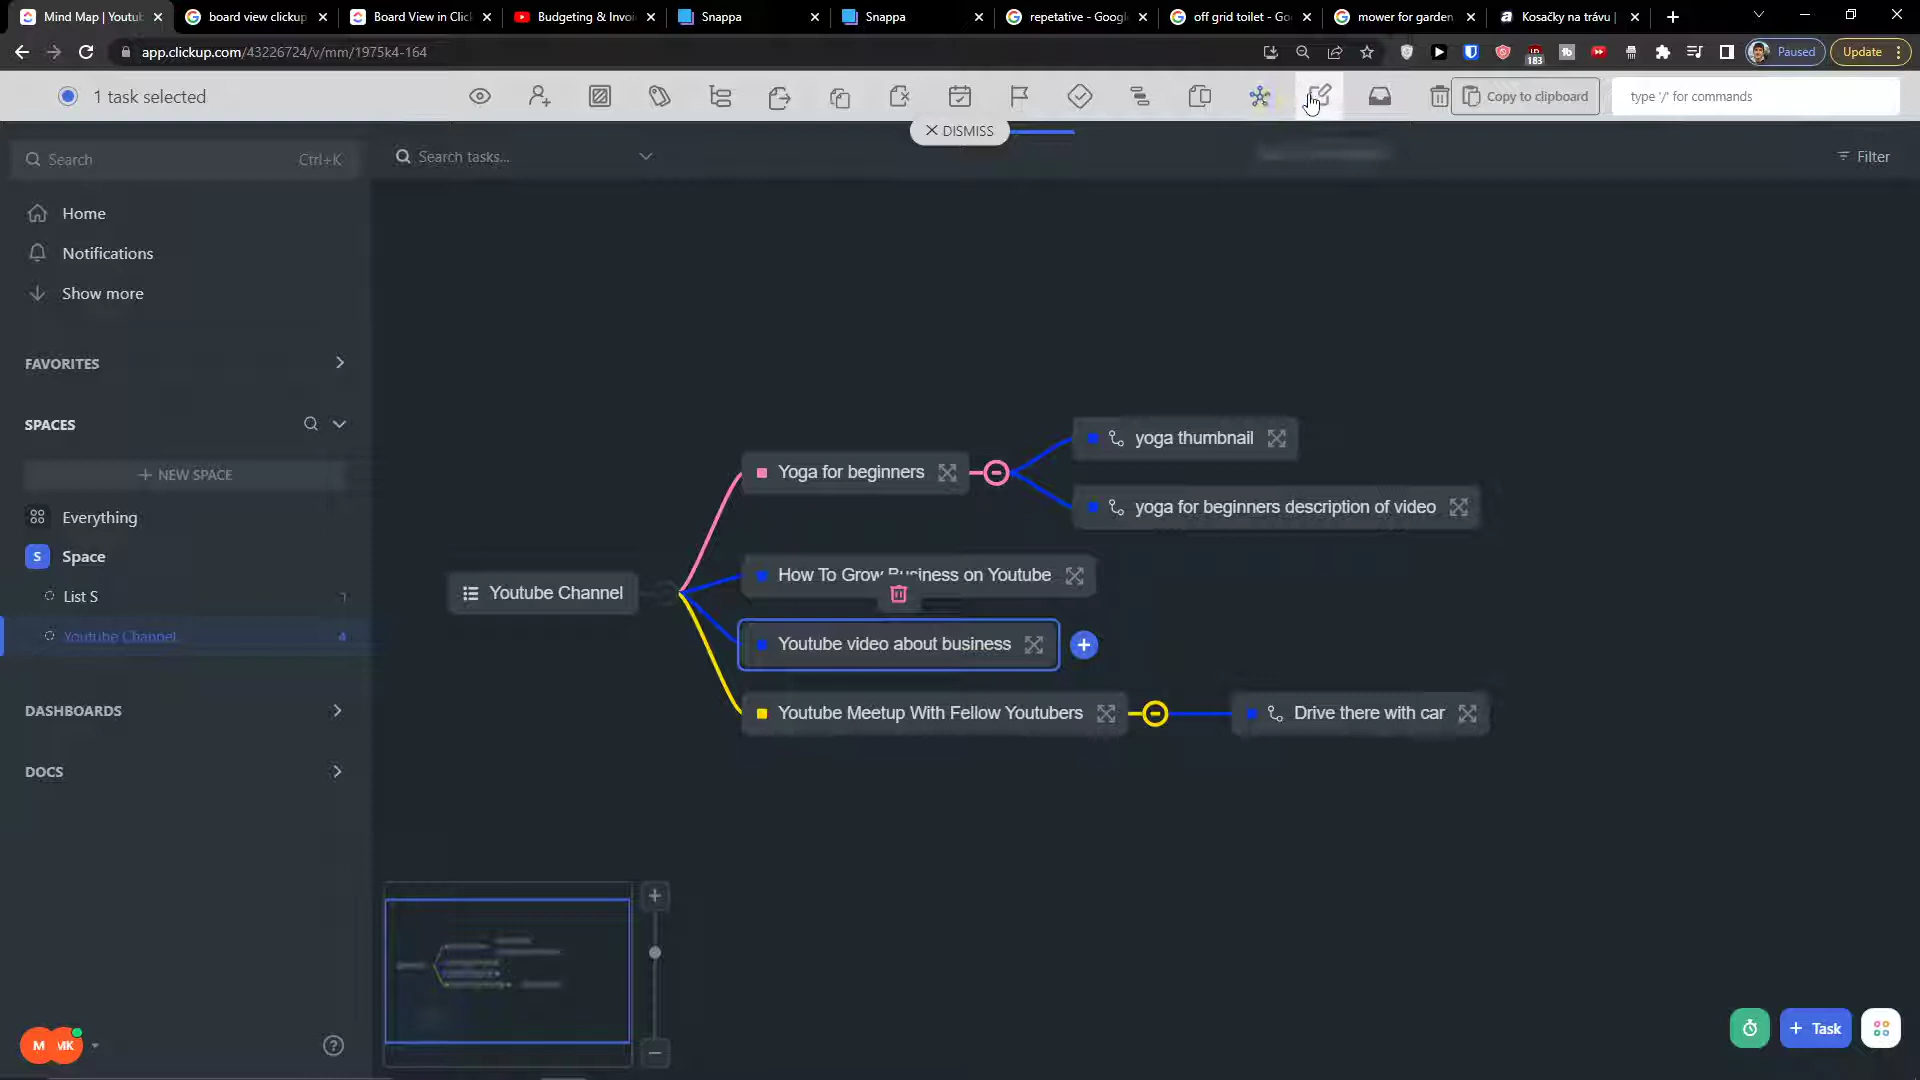 Mind Map | Youtub
board view clickup
Board View in Clic
Budgeting & Invoi
Snappa
Snappa
repetative - Google
off grid toilet - Go
mower for garden
Kosačky na trávu |
app.clickup.com/43226724/v/mm/1975k4-164
183
Paused
Update
1 task selected
Copy to clipboard
type '/' for commands
DISMISS
Search
Ctrl+K
Search tasks...
Filter
Home
Notifications
Show more
FAVORITES
SPACES
+ NEW SPACE
Everything
S
Space
List S
1
Youtube Channel
4
DASHBOARDS
DOCS
Youtube Channel
Yoga for beginners
yoga thumbnail
yoga for beginners description of video
How To Grow Business on Youtube
Youtube video about business
Youtube Meetup With Fellow Youtubers
Drive there with car
M
MK
?
+ Task